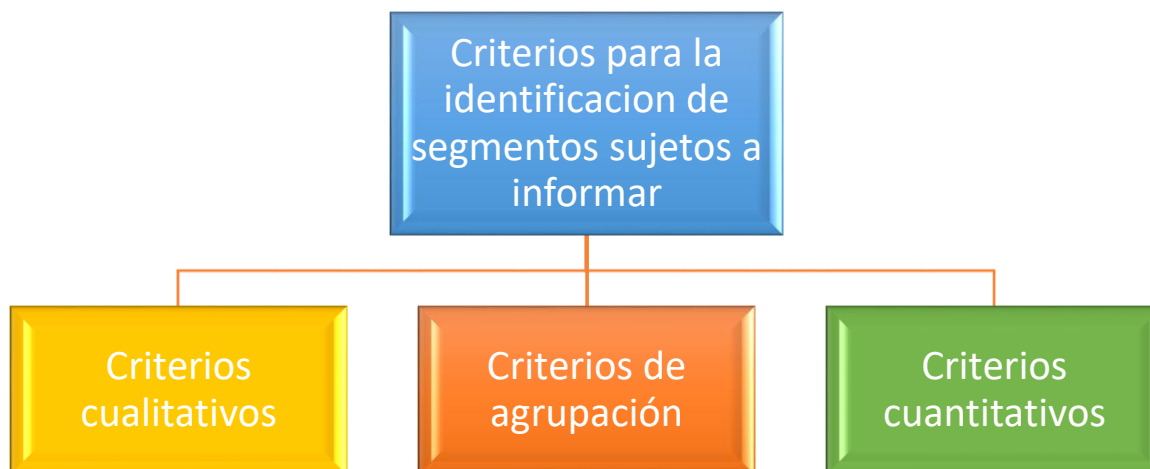 Criterios para la
identificacion de
segmentos sujetos a
informar
Criterios
cualitativos
Criterios de
agrupación
Criterios
cuantitativos